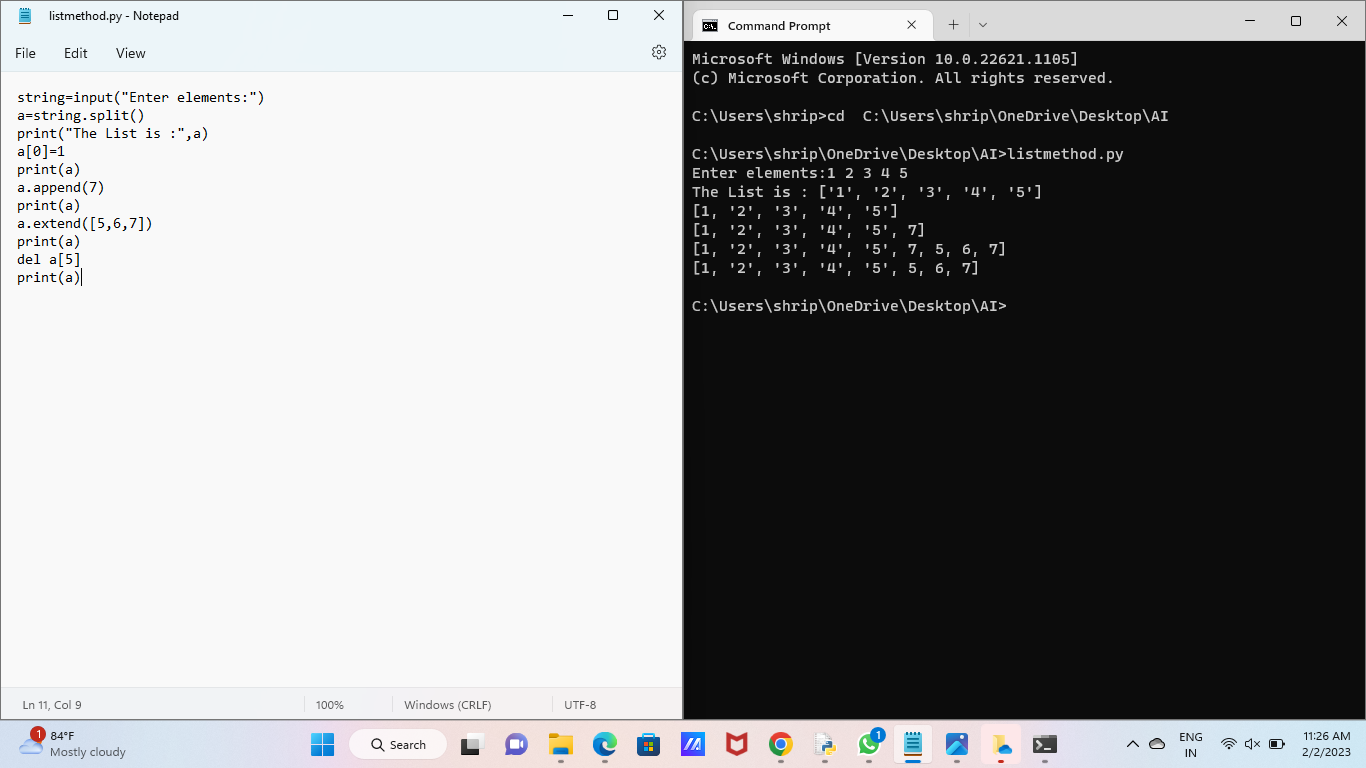 listmethod.py - Notepad
File Edit View
string=input("Enter elements:")
a=string.split()
print("The List is :",a)
a[0]=1
print(a)
a.append(7)
print(a)
a.extend([5,6,7])
print(a)
del a[5]
print(a)
Ln 11, Col 9 100% Windows (CRLF) UTF-8
Command Prompt
Microsoft Windows [Version 10.0.22621.1105]
(c) Microsoft Corporation. All rights reserved.
C:\Users\shrip>cd  C:\Users\shrip\OneDrive\Desktop\AI
C:\Users\shrip\OneDrive\Desktop\AI>listmethod.py
Enter elements:1 2 3 4 5
The List is : ['1', '2', '3', '4', '5']
[1, '2', '3', '4', '5']
[1, '2', '3', '4', '5', 7]
[1, '2', '3', '4', '5', 7, 5, 6, 7]
[1, '2', '3', '4', '5', 5, 6, 7]
C:\Users\shrip\OneDrive\Desktop\AI>
1
84°F
Mostly cloudy
Search
1
ENG
IN
11:26 AM
2/2/2023